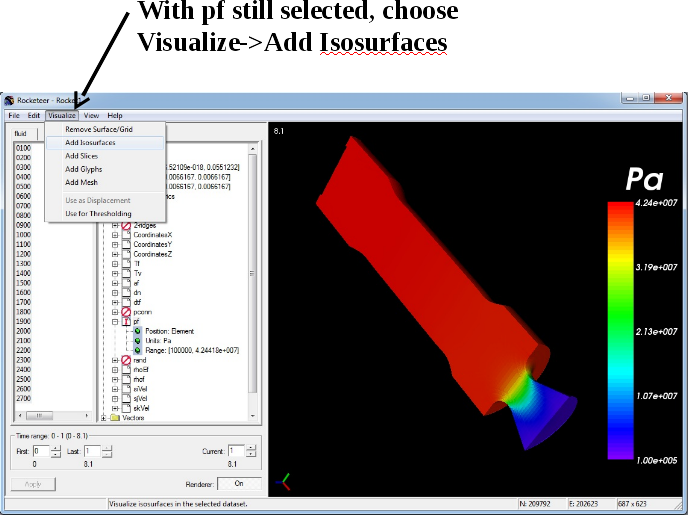 With pf still selected, choose
Visualize->Add Isosurfaces
Rocketeer - Rocket
File Edit Visualize View Help
Remove Surface/Grid
Add Isosurfaces
Add Slices
Add Glyphs
Add Mesh
Use as Displacement
Use for Thresholding
fluid
0100
0200
0300
0400
0500
0600
0700
0800
0900
1000
1100
1200
1300
1400
1500
1600
1700
1800
1900
2000
2100
2200
2300
2400
2500
2600
2700
.52109e-018, 0.0551232]
.0066167, 0.0066167]
.0066167, 0.0066167]
2-ridges
CoordinatesX
CoordinatesY
CoordinatesZ
Tf
Tv
af
dn
dtf
pconn
pf
Position: Element
Units: Pa
Range: [100000, 4.24418e+007]
rand
rhoEf
rhof
siVel
sjVel
skVel
Vectors
8.1
Pa
4.24e+007
3.19e+007
2.13e+007
1.07e+007
1.00e+005
Time range: 0 - 1 (0 - 8.1)
First: 0 Last: 1 Current: 1
0 8.1 8.1
Apply Renderer: On
Visualize isosurfaces in the selected dataset. N: 209792 E: 202623 687 x 623